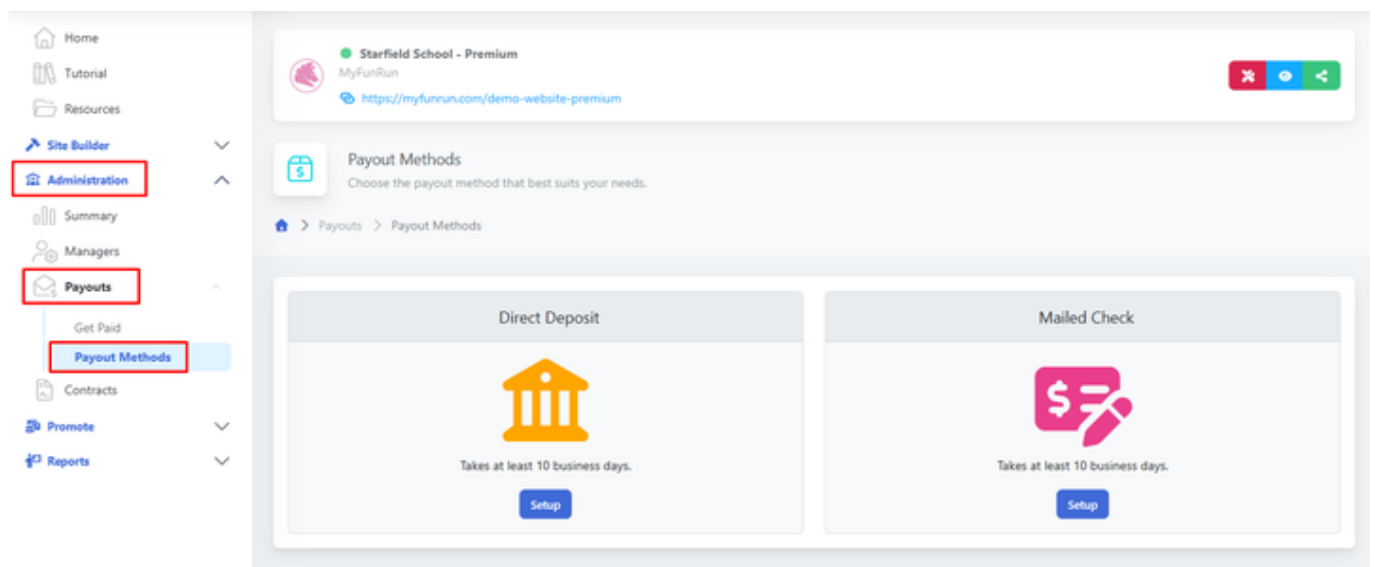 Home
Tutorial
Resources
Site Builder
Administration
Summary
Managers
Payouts
Get Paid
Payout Methods
Contracts
Promote
Reports
Starfield School - Premium
MyFunRun
https://myfunrun.com/demo-website-premium
Payout Methods
Choose the payout method that best suits your needs.
Payouts > Payout Methods
Direct Deposit
Takes at least 10 business days.
Setup
Mailed Check
Takes at least 10 business days.
Setup